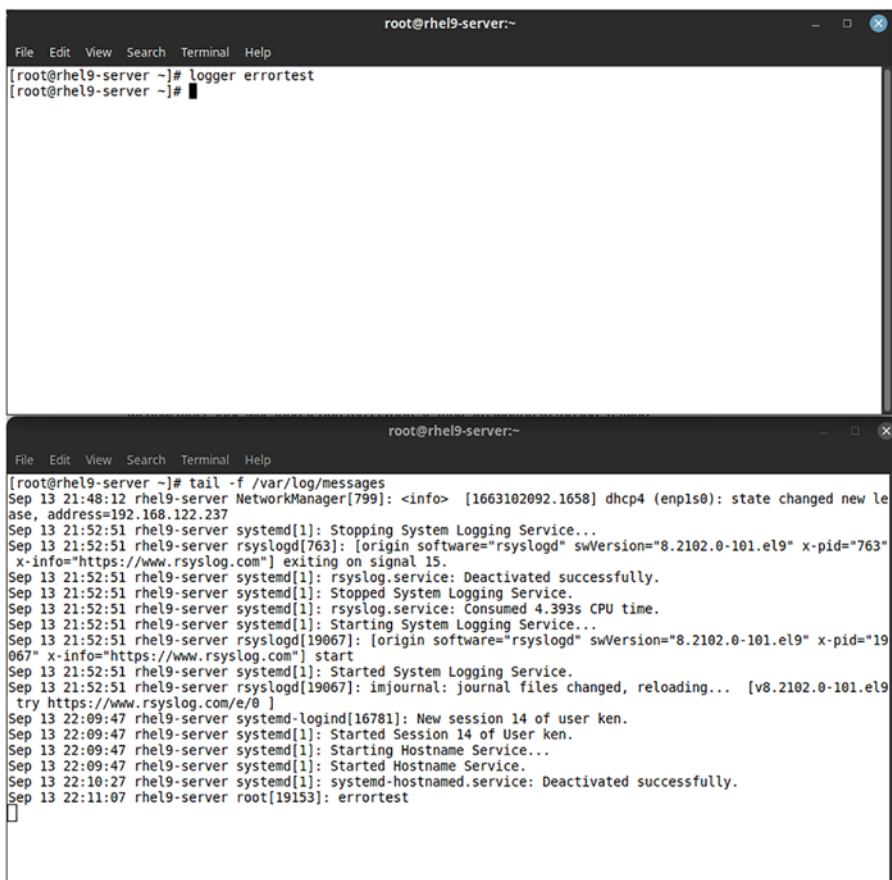 root@rhel9-server:~
File Edit View Search Terminal Help
[root@rhel9-server ~]# logger errortest
[root@rhel9-server ~]#
root@rhel9-server:~
File Edit View Search Terminal Help
[root@rhel9-server ~]# tail -f /var/log/messages
Sep 13 21:48:12 rhel9-server NetworkManager[799]: <info>  [1663102092.1658] dhcp4 (enp1s0): state changed new le
ase, address=192.168.122.237
Sep 13 21:52:51 rhel9-server systemd[1]: Stopping System Logging Service...
Sep 13 21:52:51 rhel9-server rsyslogd[763]: [origin software="rsyslogd" swVersion="8.2102.0-101.el9" x-pid="763"
 x-info="https://www.rsyslog.com"] exiting on signal 15.
Sep 13 21:52:51 rhel9-server systemd[1]: rsyslog.service: Deactivated successfully.
Sep 13 21:52:51 rhel9-server systemd[1]: Stopped System Logging Service.
Sep 13 21:52:51 rhel9-server systemd[1]: rsyslog.service: Consumed 4.393s CPU time.
Sep 13 21:52:51 rhel9-server systemd[1]: Starting System Logging Service...
Sep 13 21:52:51 rhel9-server rsyslogd[19067]: [origin software="rsyslogd" swVersion="8.2102.0-101.el9" x-pid="19
067" x-info="https://www.rsyslog.com"] start
Sep 13 21:52:51 rhel9-server systemd[1]: Started System Logging Service.
Sep 13 21:52:51 rhel9-server rsyslogd[19067]: imjournal: journal files changed, reloading...  [v8.2102.0-101.el9
 try https://www.rsyslog.com/e/0 ]
Sep 13 22:09:47 rhel9-server systemd-logind[16781]: New session 14 of user ken.
Sep 13 22:09:47 rhel9-server systemd[1]: Started Session 14 of User ken.
Sep 13 22:09:47 rhel9-server systemd[1]: Starting Hostname Service...
Sep 13 22:09:47 rhel9-server systemd[1]: Started Hostname Service.
Sep 13 22:10:27 rhel9-server systemd[1]: systemd-hostnamed.service: Deactivated successfully.
Sep 13 22:11:07 rhel9-server root[19153]: errortest